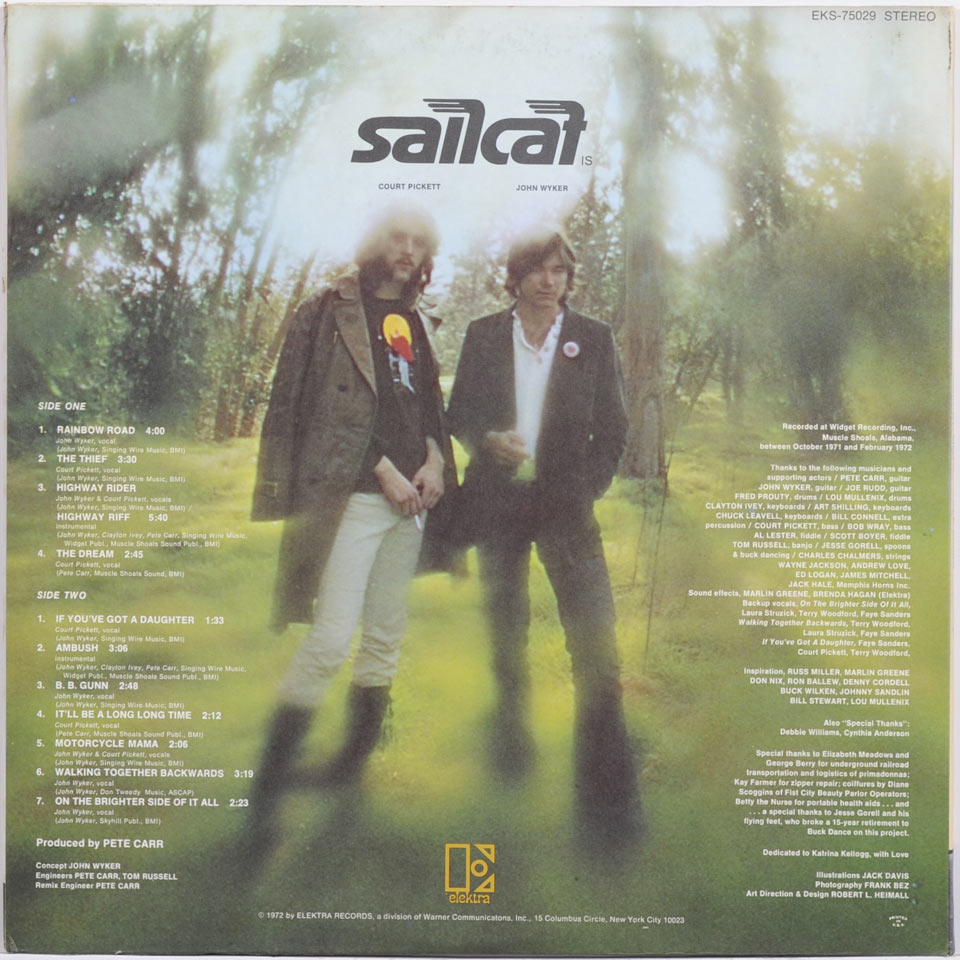 EKS-75029 STEREO
sailcat IS
COURT PICKETT JOHN WYKER
SIDE ONE
1. RAINBOW ROAD 4:00
John Wyker, vocal
(John Wyker, Singing Wire Music, BMI)
2. THE THIEF 3:30
Court Pickett, vocal
(John Wyker, Singing Wire Music, BMI)
3. HIGHWAY RIDER
John Wyker & Court Pickett, vocals
(John Wyker, Singing Wire Music, BMI) /
HIGHWAY RIFF 5:40
Instrumental
(John Wyker, Clayton Ivey, Pete Carr, Singing Wire Music,
Widget Publ., Muscle Shoals Sound Publ., BMI)
4. THE DREAM 2:45
Court Pickett, vocal
(Pete Carr, Muscle Shoals Sound, BMI)
SIDE TWO
1. IF YOU'VE GOT A DAUGHTER 1:33
Court Pickett, vocal
(John Wyker, Singing Wire Music, BMI)
2. AMBUSH 3:06
Instrumental
(John Wyker, Clayton Ivey, Pete Carr, Singing Wire Music,
Widget Publ., Muscle Shoals Sound Publ., BMI)
3. B. B. GUNN 2:48
John Wyker, vocal
(John Wyker, Singing Wire Music, BMI)
4. IT'LL BE A LONG LONG TIME 2:12
Court Pickett, vocal
(Pete Carr, Muscle Shoals Sound Publ., BMI)
5. MOTORCYCLE MAMA 2:06
John Wyker & Court Pickett, vocals
(John Wyker, Singing Wire Music, BMI)
6. WALKING TOGETHER BACKWARDS 3:19
John Wyker, vocal
(John Wyker, Don Tweedy Music, ASCAP)
7. ON THE BRIGHTER SIDE OF IT ALL 2:23
John Wyker, vocal
(John Wyker, Skyhill Publ., BMI)
Produced by PETE CARR
Concept JOHN WYKER
Engineers PETE CARR, TOM RUSSELL
Remix Engineer PETE CARR
Recorded at Widget Recording, Inc.,
Muscle Shoals, Alabama,
between October 1971 and February 1972
Thanks to the following musicians and
supporting actors / PETE CARR, guitar
JOHN WYKER, guitar / JOE RUDD, guitar
FRED PROUTY, drums / LOU MULLENIX, drums
CLAYTON IVEY, keyboards / ART SHILLING, keyboards
CHUCK LEAVELL, keyboards / BILL CONNELL, extra
percussion / COURT PICKETT, bass / BOB WRAY, bass
AL LESTER, fiddle / SCOTT BOYER, fiddle
TOM RUSSELL, banjo / JESSE GORELL, spoons
& buck dancing / CHARLES CHALMERS, strings
WAYNE JACKSON, ANDREW LOVE,
ED LOGAN, JAMES MITCHELL,
JACK HALE, Memphis Horns Inc.
Sound effects, MARLIN GREENE, BRENDA HAGAN (Elektra)
Backup vocals, On The Brighter Side Of It All,
Laura Struzick, Terry Woodford, Faye Sanders
Walking Together Backwards, Terry Woodford,
Laura Struzick, Faye Sanders
If You've Got A Daughter, Faye Sanders
Court Pickett, Terry Woodford,
Inspiration, RUSS MILLER, MARLIN GREENE
DON NIX, RON BALLEW, DENNY CORDELL
BUCK WILKEN, JOHNNY SANDLIN
BILL STEWART, LOU MULLENIX
Also "Special Thanks":
Debbie Williams, Cynthia Anderson
Special thanks to Elizabeth Meadows and
George Berry for underground railroad
transportation and logistics of primadonnas;
Kay Farmer for zipper repair; coifures by Diane
Scoggins of Fist City Beauty Parlor Operators;
Betty the Nurse for portable health aids . . . and
. . . a special thanks to Jesse Gorell and his
flying feet, who broke a 15-year retirement to
Buck Dance on this project.
Dedicated to Katrina Kellogg, with Love
Illustrations JACK DAVIS
Photography FRANK BEZ
Art Direction & Design ROBERT L. HEIMALL
elektra
© 1972 by ELEKTRA RECORDS, a division of Warner Communicatons, Inc., 15 Columbus Circle, New York City 10023
PRINTED
IN
U.S.A.